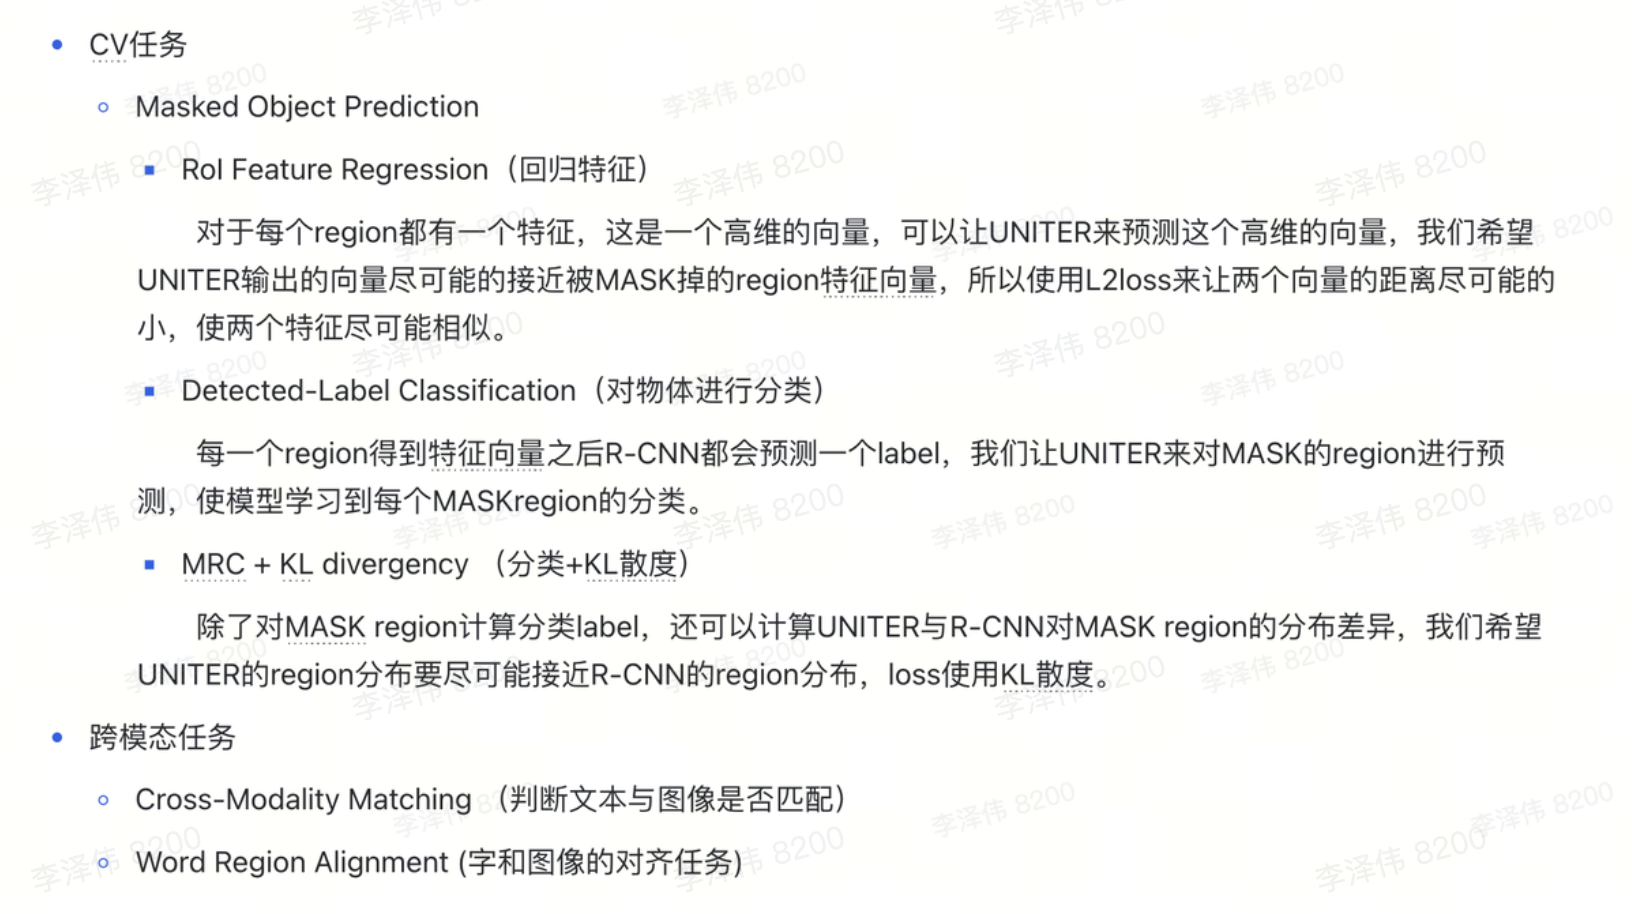 CV任务
Masked Object Prediction
RoI Feature Regression（回归特征）
对于每个region都有一个特征，这是一个高维的向量，可以让UNITER来预测这个高维的向量，我们希望
UNITER输出的向量尽可能的接近被MASK掉的region特征向量，所以使用L2loss来让两个向量的距离尽可能的
小，使两个特征尽可能相似。
Detected-Label Classification（对物体进行分类）
每一个region得到特征向量之后R-CNN都会预测一个label，我们让UNITER来对MASK的region进行预
测，使模型学习到每个MASKregion的分类。
MRC + KL divergency （分类+KL散度）
除了对MASK region计算分类label，还可以计算UNITER与R-CNN对MASK region的分布差异，我们希望
UNITER的region分布要尽可能接近R-CNN的region分布，loss使用KL散度。
跨模态任务
Cross-Modality Matching （判断文本与图像是否匹配）
Word Region Alignment (字和图像的对齐任务)
李泽伟 8200